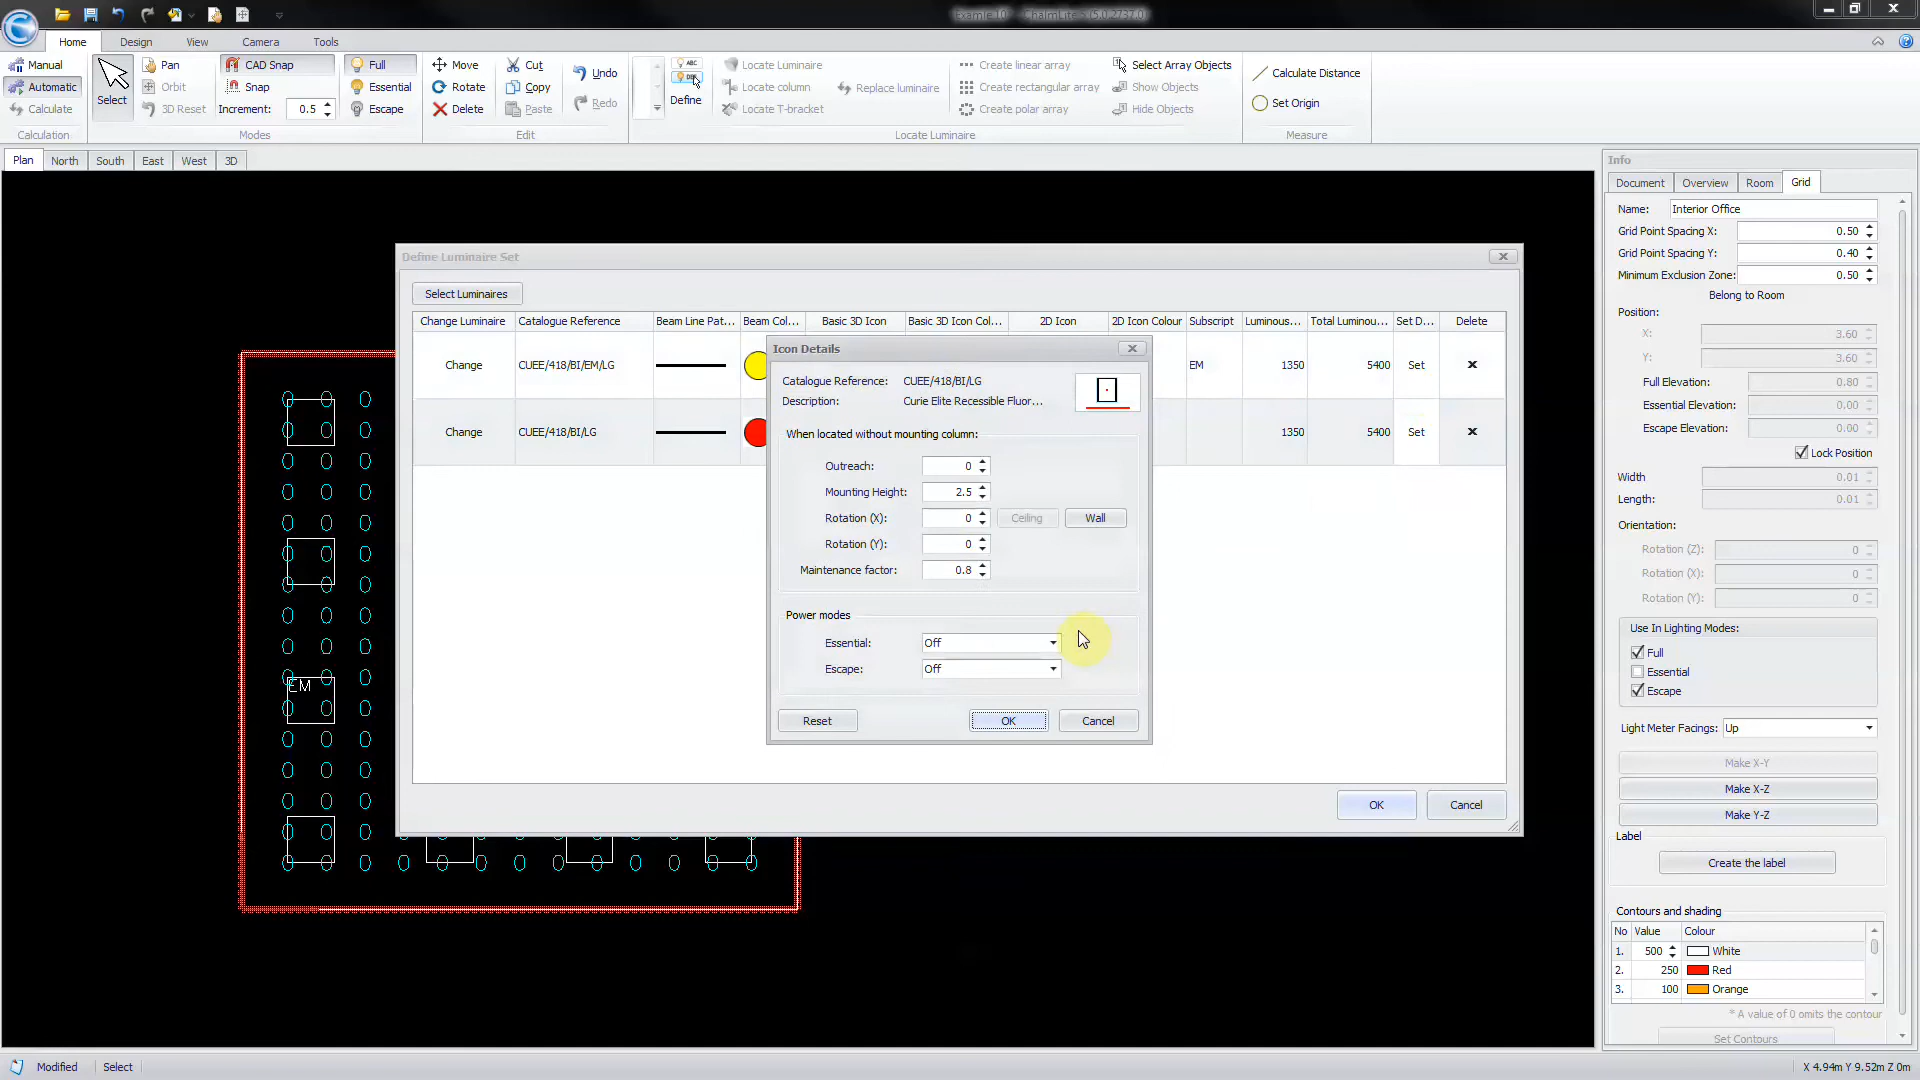 Examle 10* - ChalmLite 5 (5.0.2737.0)
Home Design View Camera Tools
Manual Pan CAD Snap Full Move Cut Undo ABC Locate Luminaire Create linear array Select Array Objects Calculate Distance
Automatic Select Orbit Snap Essential Rotate Copy Define Locate column Replace luminaire Create rectangular array Show Objects
Calculate 3D Reset Increment: 0.5 Escape Delete Paste Redo Locate T-bracket Create polar array Hide Objects Set Origin
Calculation Modes Edit Locate Luminaire Measure
Plan North South East West 3D
Define Luminaire Set
Select Luminaires
Change Luminaire Catalogue Reference Beam Line Pat... Beam Col... Basic 3D Icon Basic 3D Icon Col... 2D Icon 2D Icon Colour Subscript Luminous... Total Luminou... Set D... Delete
Change CUEE/418/BI/EM/LG EM 1350 5400 Set x
Change CUEE/418/BI/LG 1350 5400 Set x
Icon Details
Catalogue Reference: CUEE/418/BI/LG
Description: Curie Elite Recessible Fluor...
When located without mounting column:
Outreach: 0
Mounting Height: 2.5
Rotation (X): 0 Ceiling Wall
Rotation (Y): 0
Maintenance factor: 0.8
Power modes
Essential: Off
Escape: Off
Reset OK Cancel
OK Cancel
EM
Info
Document Overview Room Grid
Name: Interior Office
Grid Point Spacing X: 0.50
Grid Point Spacing Y: 0.40
Minimum Exclusion Zone: 0.50
Belong to Room
Position:
X: 3.60
Y: 3.60
Full Elevation: 0.80
Essential Elevation: 0.00
Escape Elevation: 0.00
Lock Position
Width 0.01
Length: 0.01
Orientation:
Rotation (Z): 0
Rotation (X): 0
Rotation (Y): 0
Use In Lighting Modes:
Full
Essential
Escape
Light Meter Facings: Up
Make X-Y
Make X-Z
Make Y-Z
Label
Create the label
Contours and shading
No Value Colour
1. 500 White
2. 250 Red
3. 100 Orange
* A value of 0 omits the contour
Set Contours
Modified Select X 4.94m Y 9.52m Z 0m